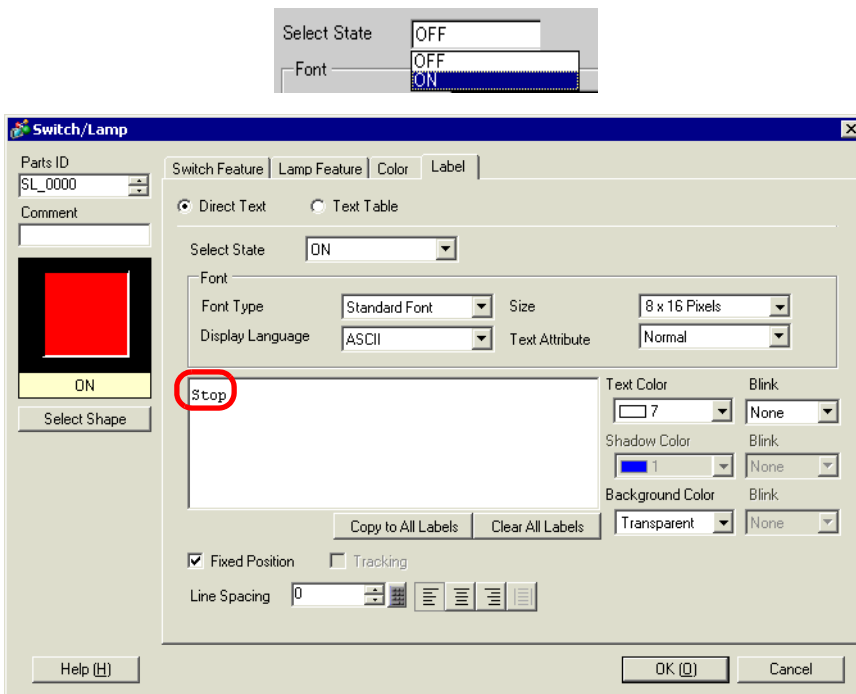 Select State OFF
OFF
Font ON
Switch/Lamp
Parts ID
SL_0000
Comment
Switch Feature Lamp Feature Color Label
Direct Text Text Table
Select State ON
Font
Font Type Standard Font Size 8 x 16 Pixels
Display Language ASCII Text Attribute Normal
ON
Select Shape
Stop
Text Color Blink
7 None
Shadow Color Blink
1 None
Background Color Blink
Transparent None
Copy to All Labels Clear All Labels
Fixed Position Tracking
Line Spacing 0
Help (H) OK (O) Cancel